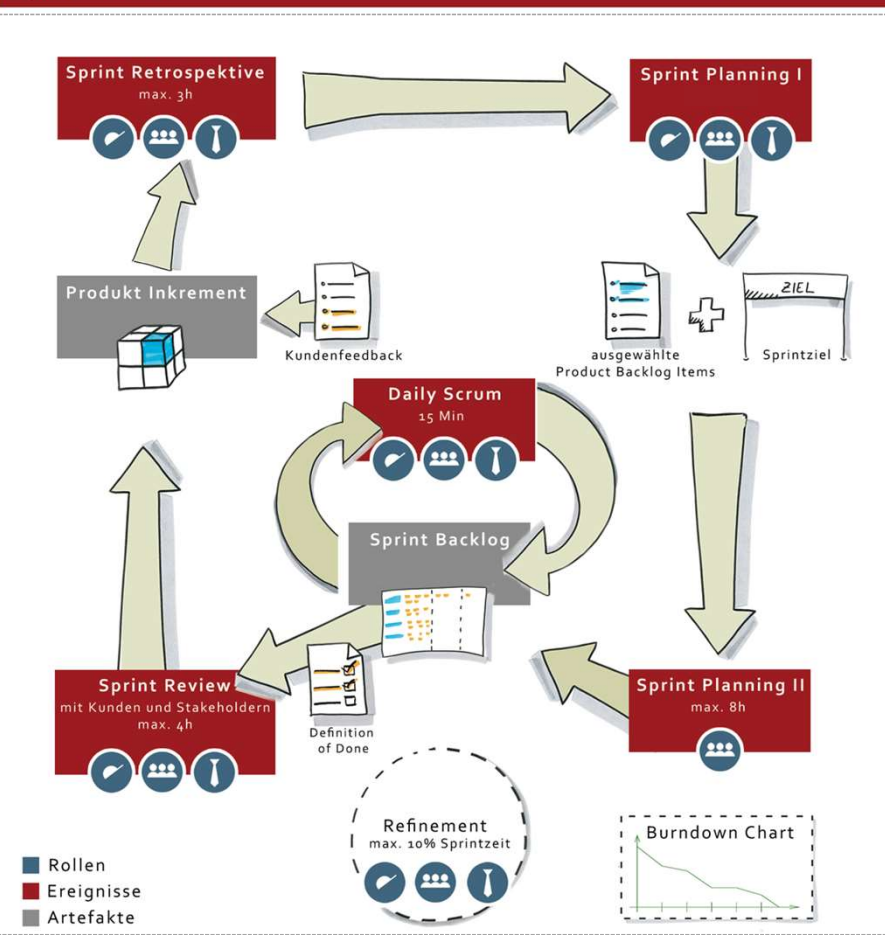 Sprint Retrospektive
max. 3h
Sprint Planning I
Produkt Inkrement
Kundenfeedback
ausgewählte
Product Backlog Items
ZIEL
Sprintziel
Daily Scrum
15 Min
Sprint Backlog
Sprint Review
mit Kunden und Stakeholdern
max. 4h
Definition
of Done
Sprint Planning II
max. 8h
Refinement
max. 10% Sprintzeit
Burndown Chart
Rollen
Ereignisse
Artefakte